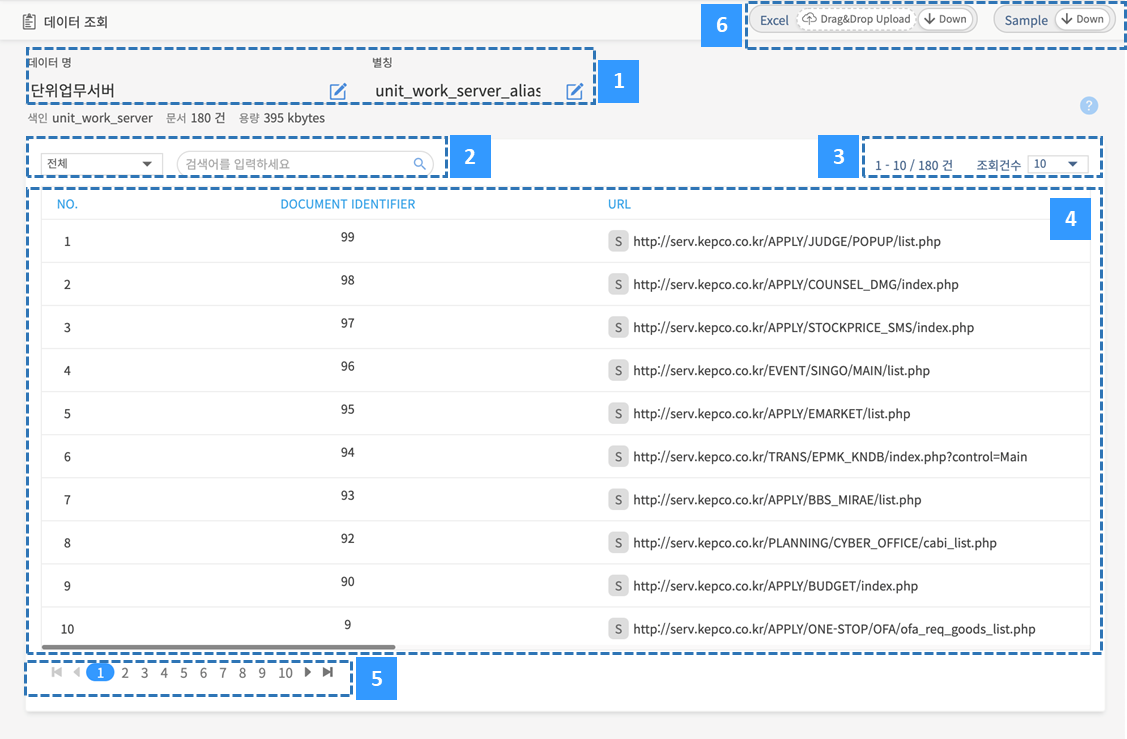 데이터 조회
6
Excel Drag&Drop Upload Down Sample Down
데이터 명 별칭
단위업무서버 unit_work_server_alias
1
?
색인 unit_work_server 문서 180 건 용량 395 kbytes
전체 검색어를 입력하세요 2
3 1 - 10 / 180 건 조회건수 10
NO. DOCUMENT IDENTIFIER URL
4
1 99 S http://serv.kepco.co.kr/APPLY/JUDGE/POPUP/list.php
2 98 S http://serv.kepco.co.kr/APPLY/COUNSEL_DMG/index.php
3 97 S http://serv.kepco.co.kr/APPLY/STOCKPRICE_SMS/index.php
4 96 S http://serv.kepco.co.kr/EVENT/SINGO/MAIN/list.php
5 95 S http://serv.kepco.co.kr/APPLY/EMARKET/list.php
6 94 S http://serv.kepco.co.kr/TRANS/EPMK_KNDB/index.php?control=Main
7 93 S http://serv.kepco.co.kr/APPLY/BBS_MIRAE/list.php
8 92 S http://serv.kepco.co.kr/PLANNING/CYBER_OFFICE/cabi_list.php
9 90 S http://serv.kepco.co.kr/APPLY/BUDGET/index.php
10 9 S http://serv.kepco.co.kr/APPLY/ONE-STOP/OFA/ofa_req_goods_list.php
1 2 3 4 5 6 7 8 9 10
5